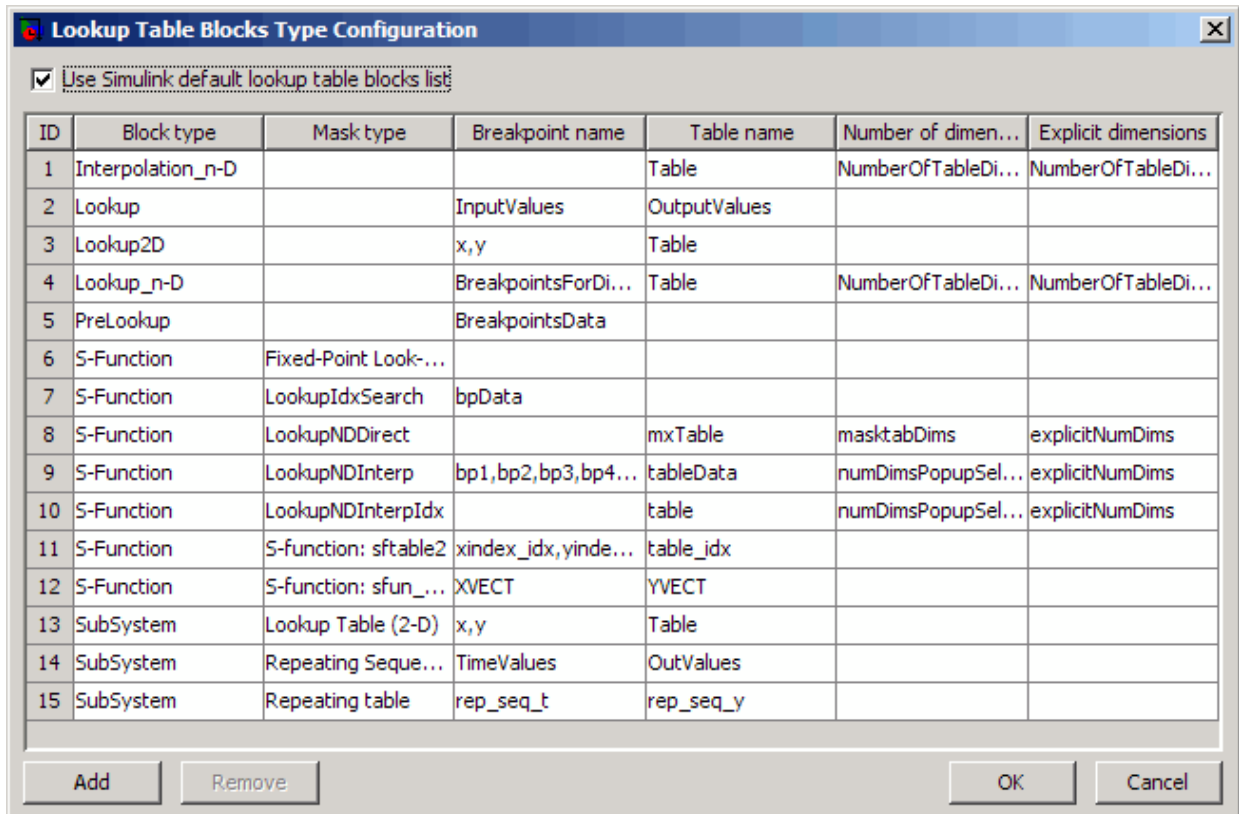 Lookup Table Blocks Type Configuration
Use Simulink default lookup table blocks list
ID Block type Mask type Breakpoint name Table name Number of dimen... Explicit dimensions
1 Interpolation_n-D Table NumberOfTableDi... NumberOfTableDi...
2 Lookup InputValues OutputValues
3 Lookup2D x,y Table
4 Lookup_n-D BreakpointsForDi... Table NumberOfTableDi... NumberOfTableDi...
5 PreLookup BreakpointsData
6 S-Function Fixed-Point Look-...
7 S-Function LookupIdxSearch bpData
8 S-Function LookupNDDirect mxTable masktabDims explicitNumDims
9 S-Function LookupNDInterp bp1,bp2,bp3,bp4... tableData numDimsPopupSel... explicitNumDims
10 S-Function LookupNDInterpIdx table numDimsPopupSel... explicitNumDims
11 S-Function S-function: sftable2 xindex_idx,yinde... table_idx
12 S-Function S-function: sfun_... XVECT YVECT
13 SubSystem Lookup Table (2-D) x,y Table
14 SubSystem Repeating Seque... TimeValues OutValues
15 SubSystem Repeating table rep_seq_t rep_seq_y
Add Remove OK Cancel